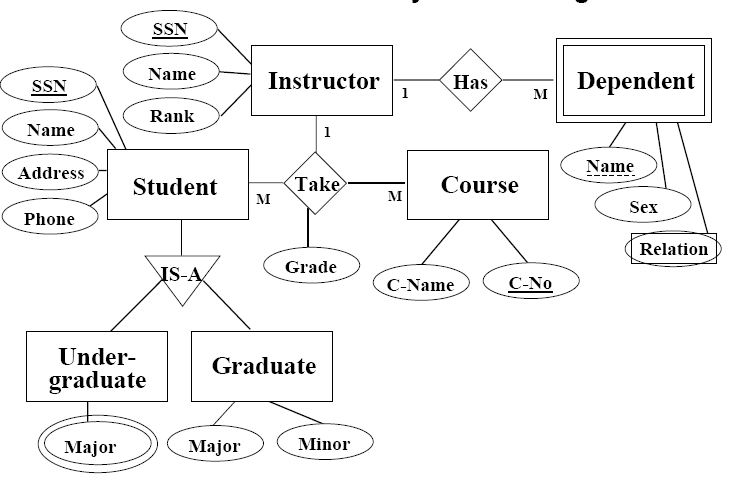 SSN
Name
Rank
Instructor
1
Has
M
Dependent
Name
Sex
Relation
SSN
Name
Address
Phone
Student
M
1
Take
M
Course
Grade
C-Name
C-No
IS-A
Under-
graduate
Graduate
Major
Major
Minor